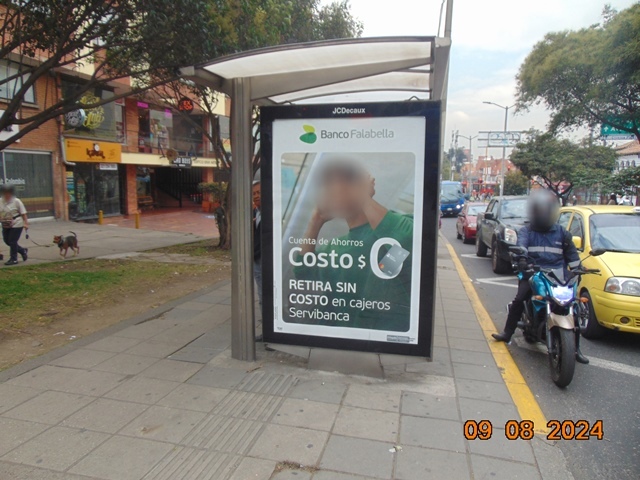 JCDecaux
Banco Falabella
Cuenta de Ahorros
Costo $0
RETIRA SIN
COSTO en cajeros
Servibanca
09 08 2024